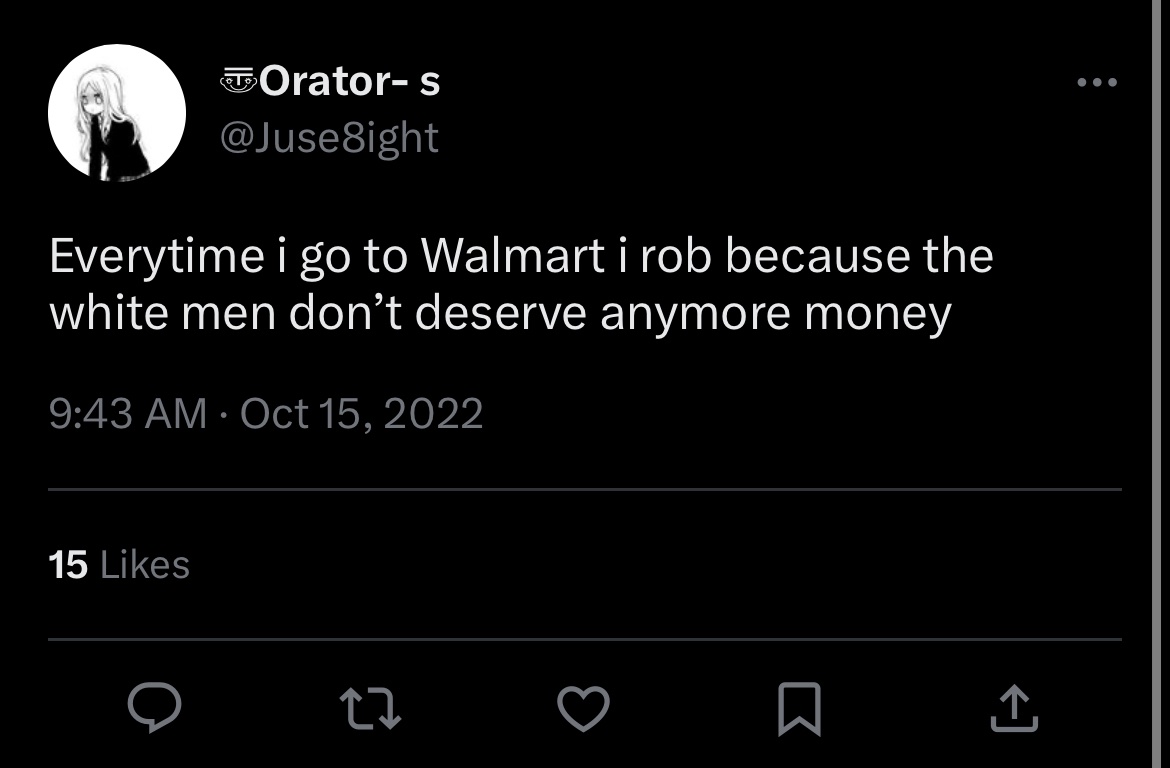 Orator- s
@Juse8ight
Everytime i go to Walmart i rob because the
white men don’t deserve anymore money
9:43 AM · Oct 15, 2022
15 Likes